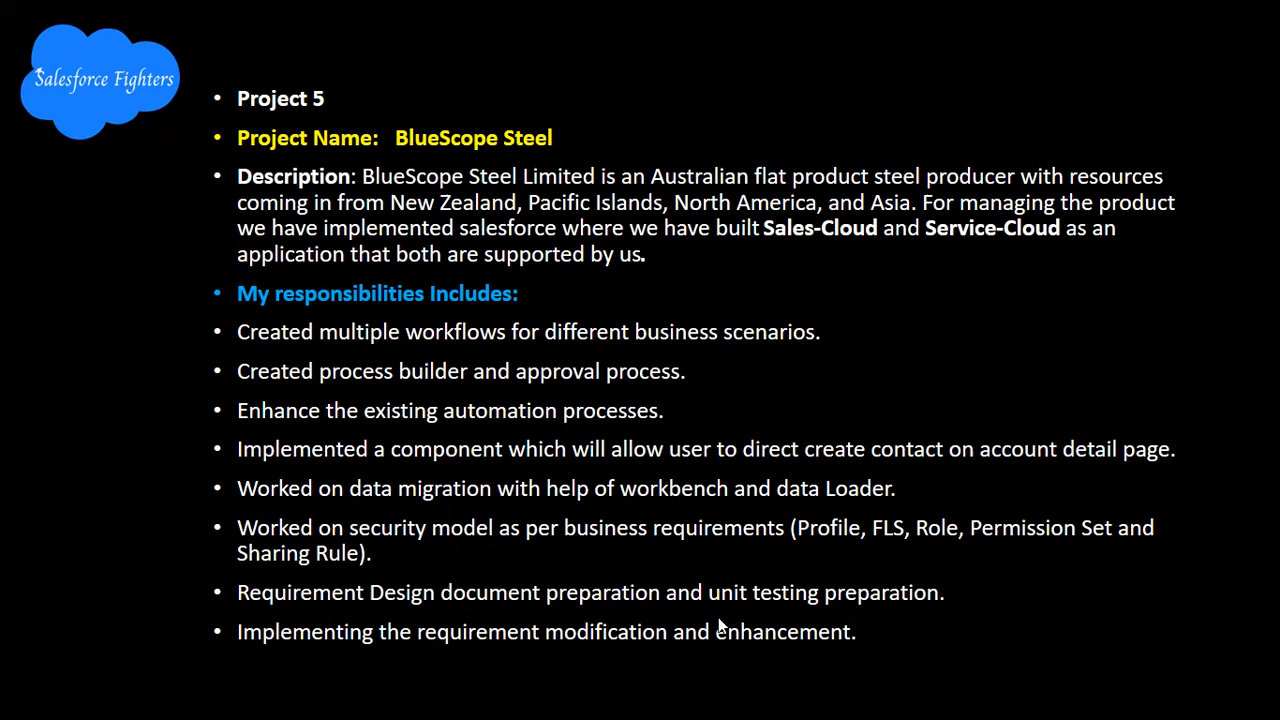 Salesforce Fighters
• Project 5
• Project Name: BlueScope Steel
• Description: BlueScope Steel Limited is an Australian flat product steel producer with resources
coming in from New Zealand, Pacific Islands, North America, and Asia. For managing the product
we have implemented salesforce where we have built Sales-Cloud and Service-Cloud as an
application that both are supported by us.
• My responsibilities Includes:
• Created multiple workflows for different business scenarios.
• Created process builder and approval process.
• Enhance the existing automation processes.
• Implemented a component which will allow user to direct create contact on account detail page.
• Worked on data migration with help of workbench and data Loader.
• Worked on security model as per business requirements (Profile, FLS, Role, Permission Set and
Sharing Rule).
• Requirement Design document preparation and unit testing preparation.
• Implementing the requirement modification and enhancement.